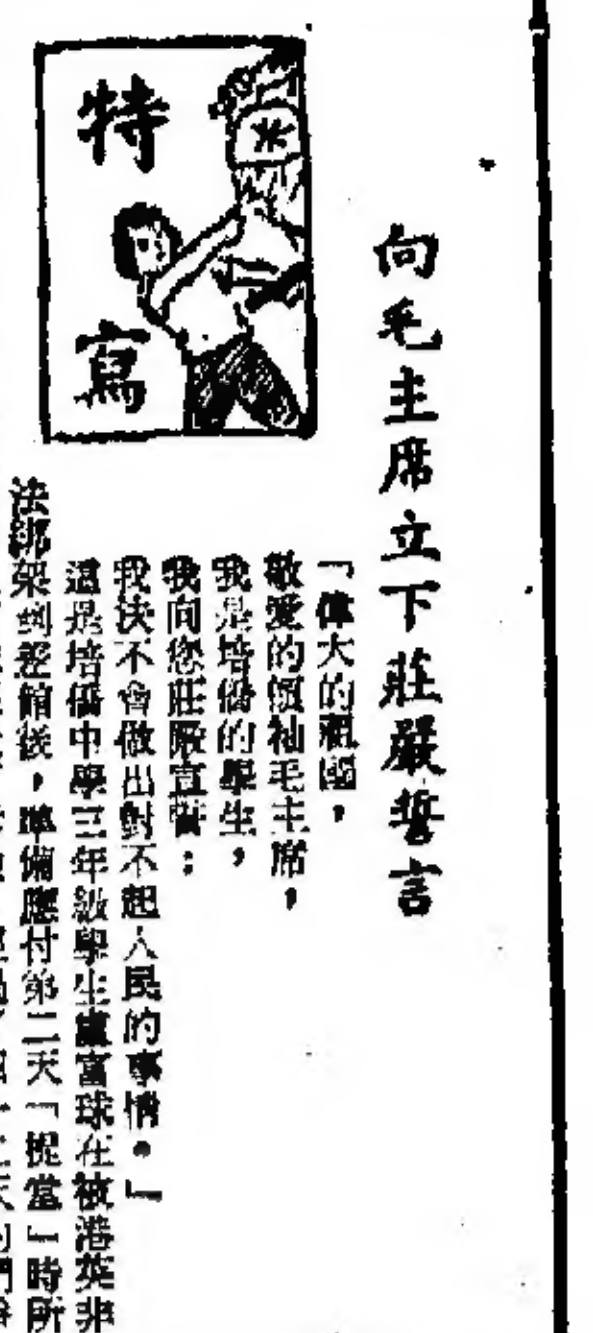 向毛主席立下莊嚴誓言
特寫
米
「偉大的祖國，
敬愛的領袖毛主席，
我是培僑的學生，
我向您莊嚴宣誓：
我決不會做出對不起人民的事情。」
這是培僑中學三年級學生盧富球在被港英非
法綁架到差館後，準備應付第二天「提堂」時所